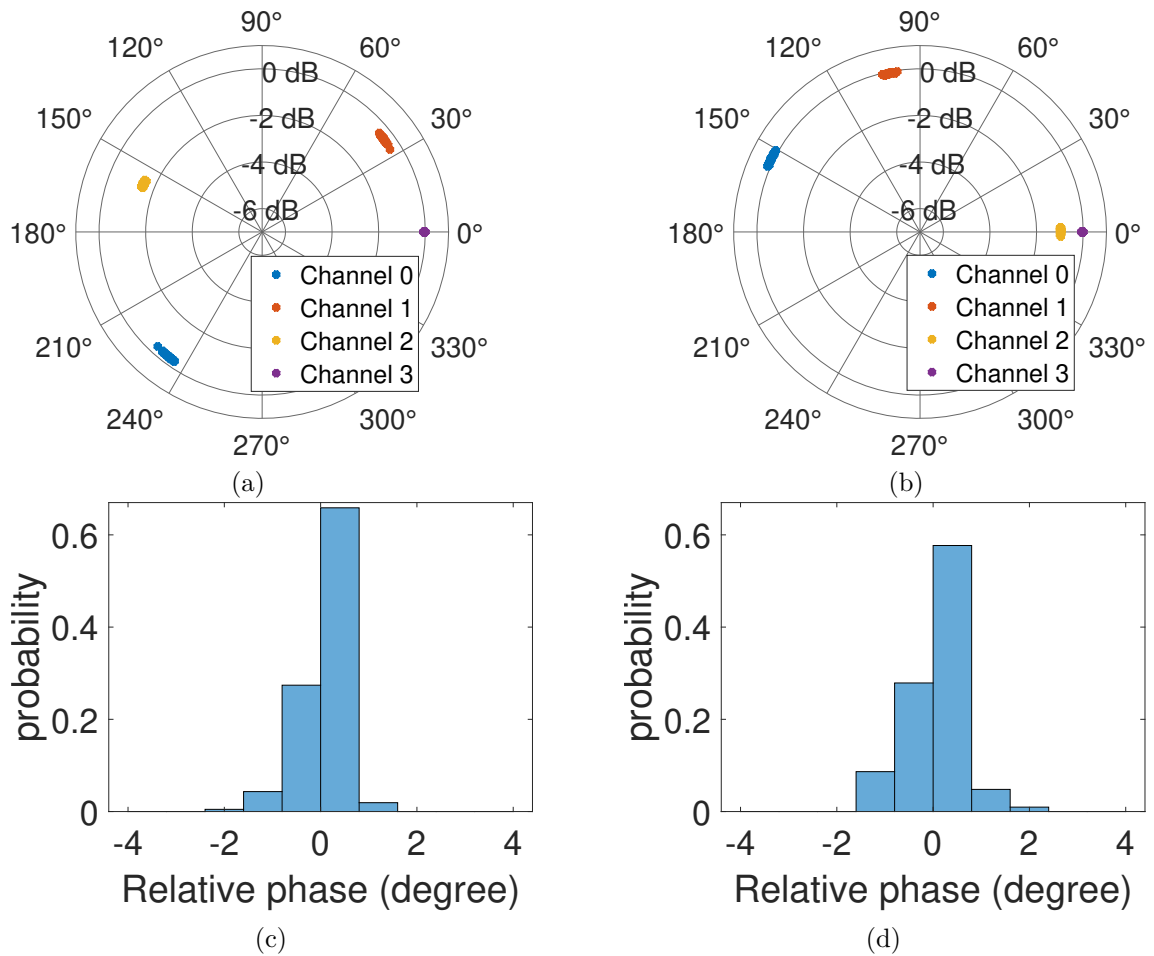 90°
120°
60°
0 dB
150°
30°
-2 dB
-4 dB
-6 dB
180°
0°
Channel 0
Channel 1
Channel 2
Channel 3
210°
330°
240°
300°
270°
(a)
90°
120°
60°
0 dB
150°
30°
-2 dB
-4 dB
-6 dB
180°
0°
Channel 0
Channel 1
Channel 2
Channel 3
210°
330°
240°
300°
270°
(b)
probability
0.6
0.4
0.2
0
-4 -2 0 2 4
Relative phase (degree)
(c)
probability
0.6
0.4
0.2
0
-4 -2 0 2 4
Relative phase (degree)
(d)